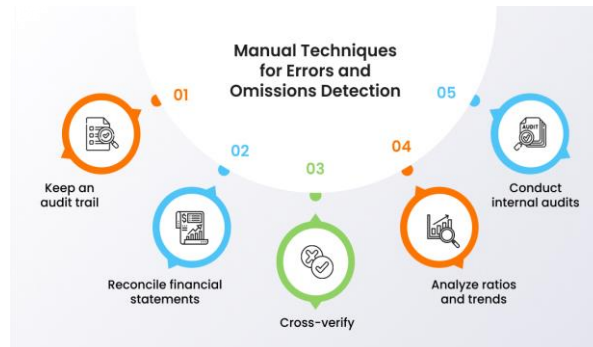 Manual Techniques
for Errors and
Omissions Detection
01
Keep an
audit trail
02
Reconcile financial
statements
03
Cross-verify
04
Analyze ratios
and trends
05
AUDIT
Conduct
internal audits